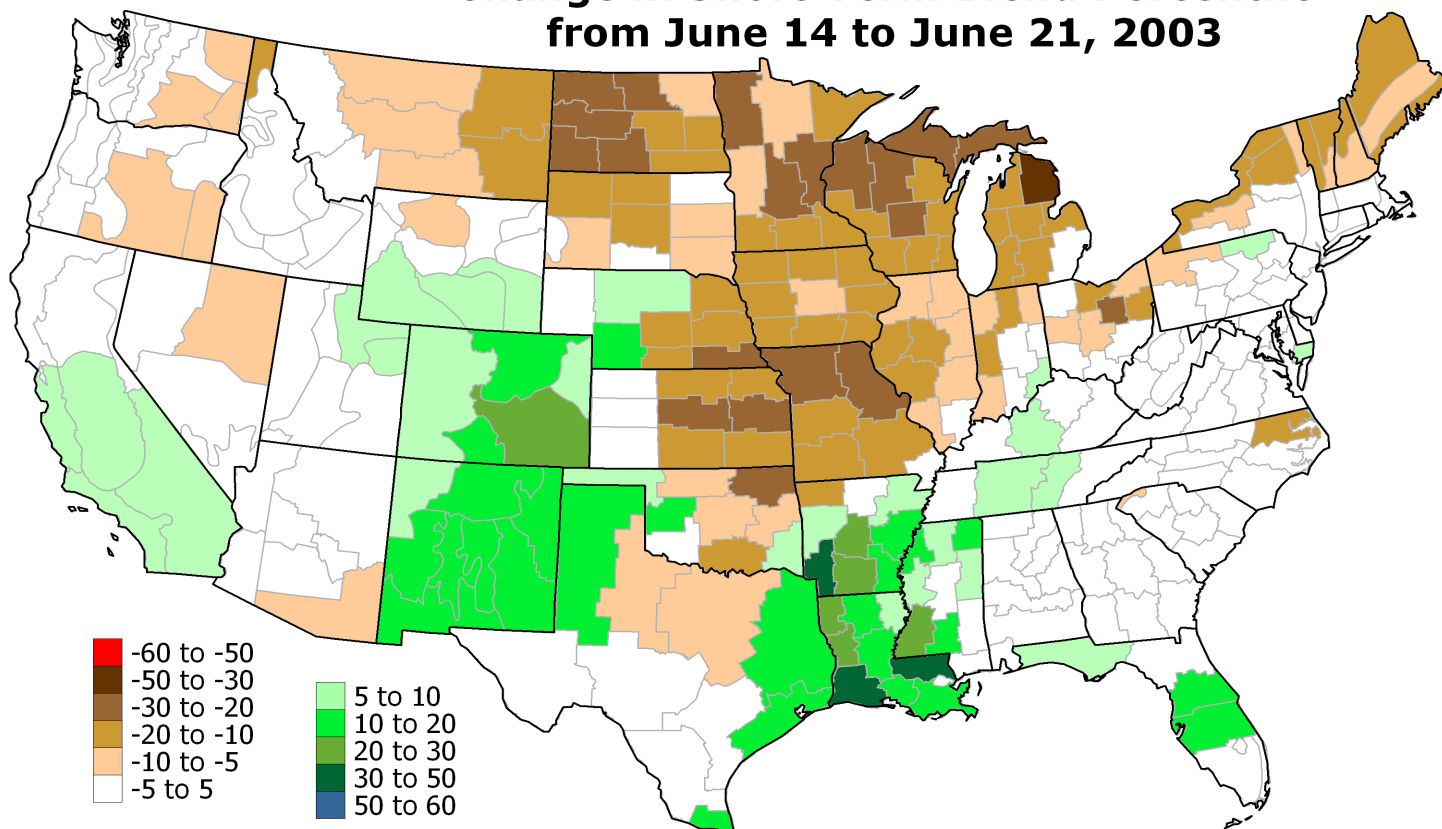 from June 14 to June 21, 2003
-60 to -50
-50 to -30
-30 to -20
-20 to -10
-10 to -5
-5 to 5
5 to 10
10 to 20
20 to 30
30 to 50
50 to 60